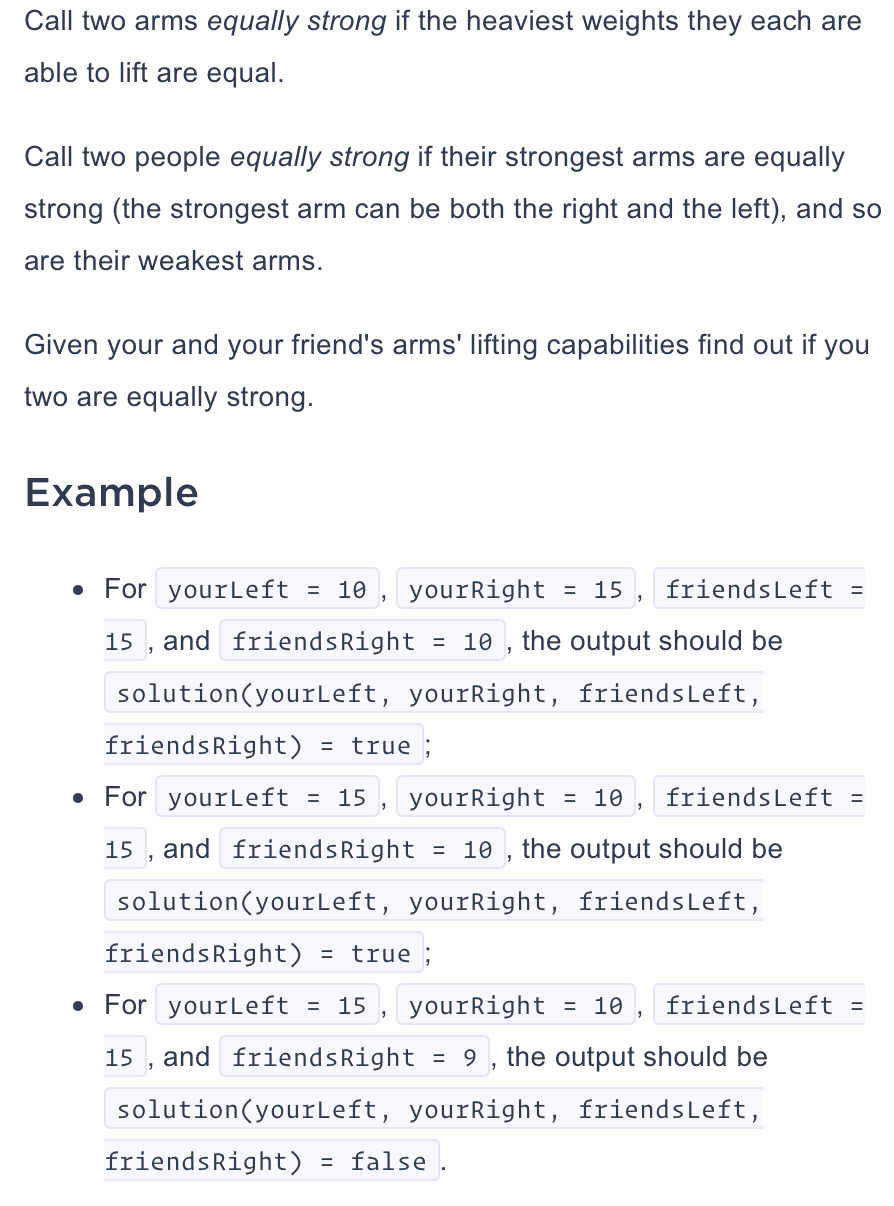 Call two arms equally strong if the heaviest weights they each are
able to lift are equal.
Call two people equally strong if their strongest arms are equally
strong (the strongest arm can be both the right and the left), and so
are their weakest arms.
Given your and your friend's arms' lifting capabilities find out if you
two are equally strong.
Example
• For yourLeft = 10, yourRight = 15, friendsLeft =
15, and friendsRight = 10, the output should be
solution(yourLeft, yourRight, friendsLeft,
friendsRight) = true;
• For yourLeft = 15, yourRight = 10, friendsLeft =
15, and friendsRight = 10, the output should be
solution(yourLeft, yourRight, friendsLeft,
friendsRight) = true;
• For yourLeft = 15, yourRight = 10, friendsLeft =
15, and friendsRight = 9, the output should be
solution(yourLeft, yourRight, friendsLeft,
friendsRight) = false.